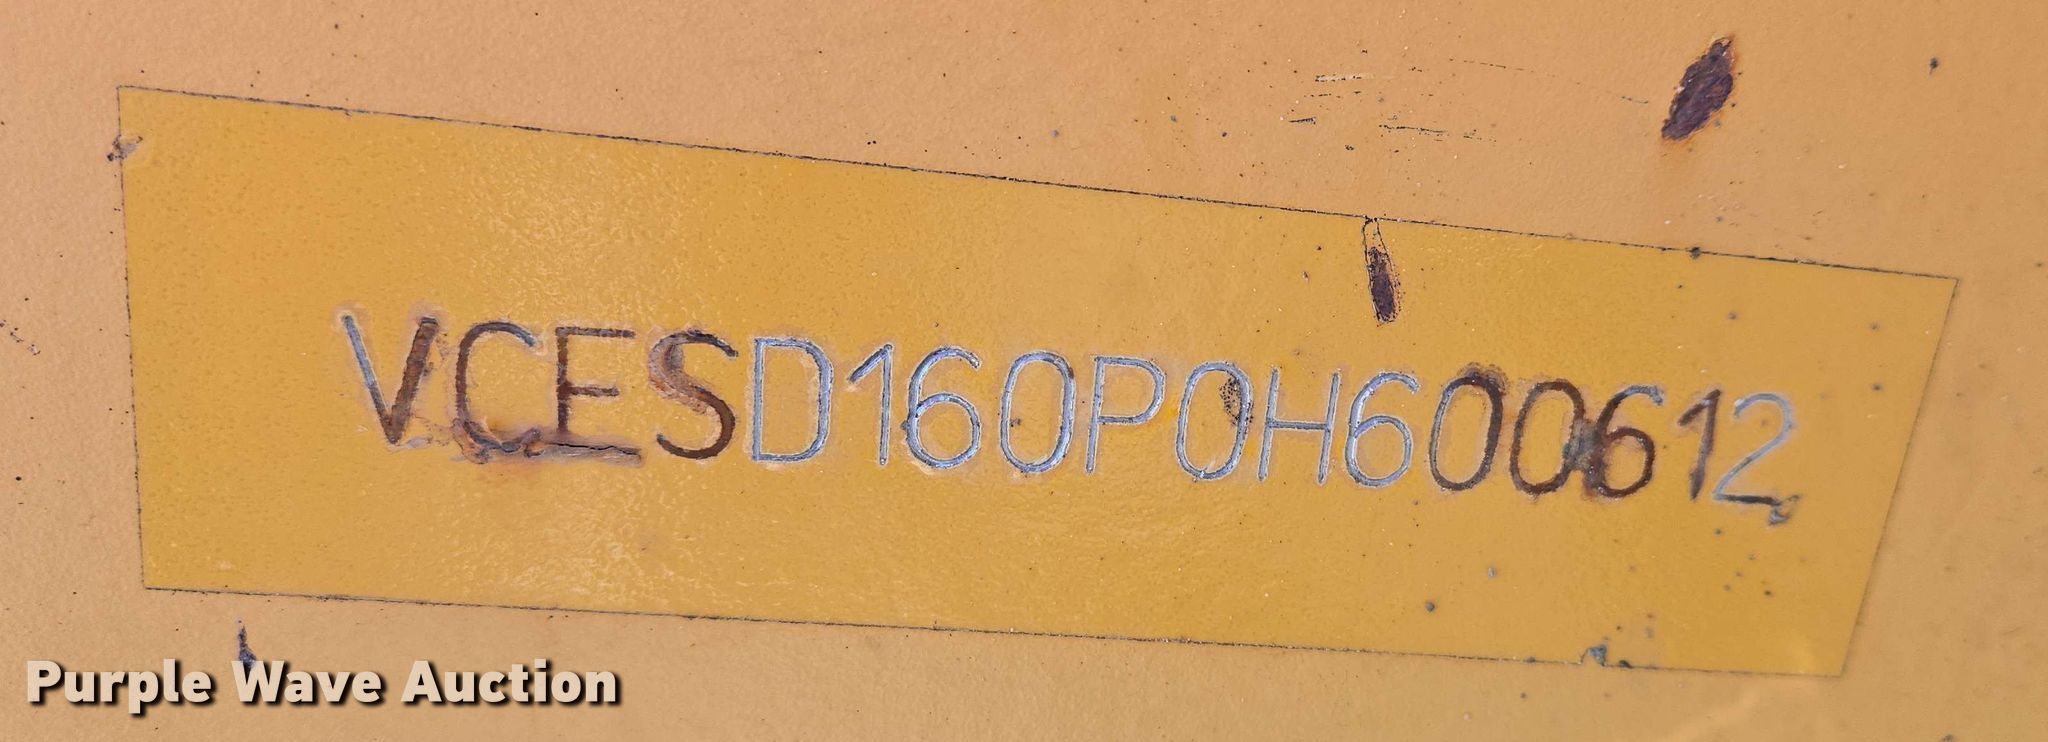 VCESD160P0H600612
Purple Wave Auction